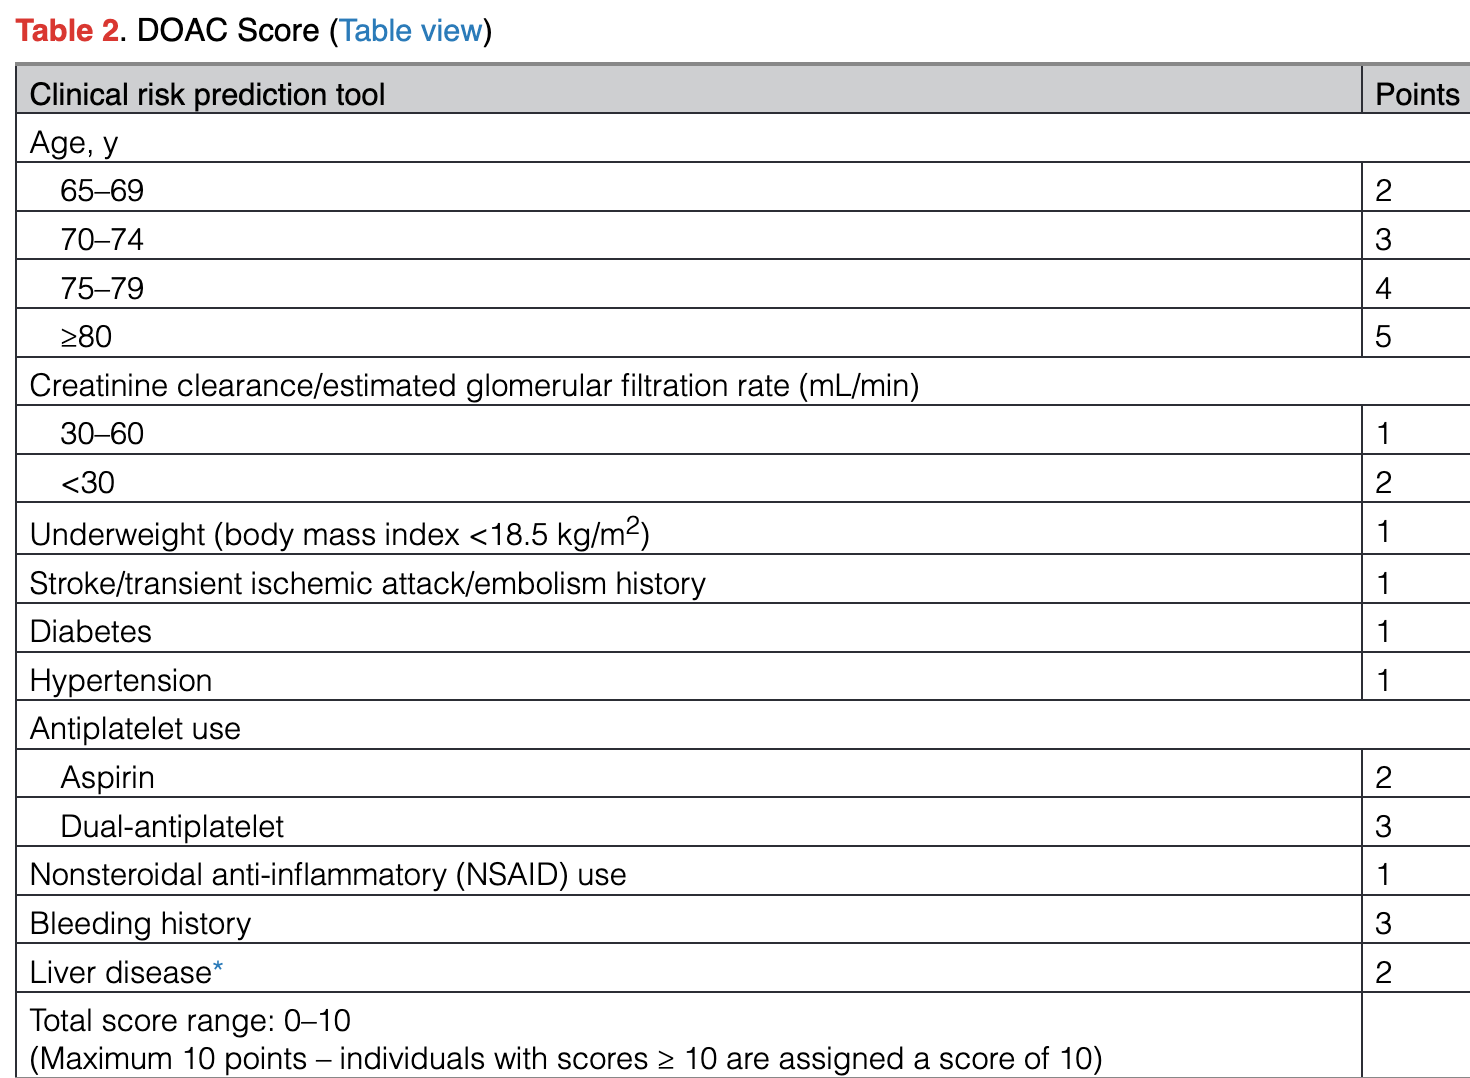 Table 2. DOAC Score (Table view)
Clinical risk prediction tool Points
Age, y
65–69 2
70–74 3
75–79 4
≥80 5
Creatinine clearance/estimated glomerular filtration rate (mL/min)
30–60 1
<30 2
Underweight (body mass index <18.5 kg/m2) 1
Stroke/transient ischemic attack/embolism history 1
Diabetes 1
Hypertension 1
Antiplatelet use
Aspirin 2
Dual-antiplatelet 3
Nonsteroidal anti-inflammatory (NSAID) use 1
Bleeding history 3
Liver disease* 2
Total score range: 0–10
(Maximum 10 points – individuals with scores ≥ 10 are assigned a score of 10)